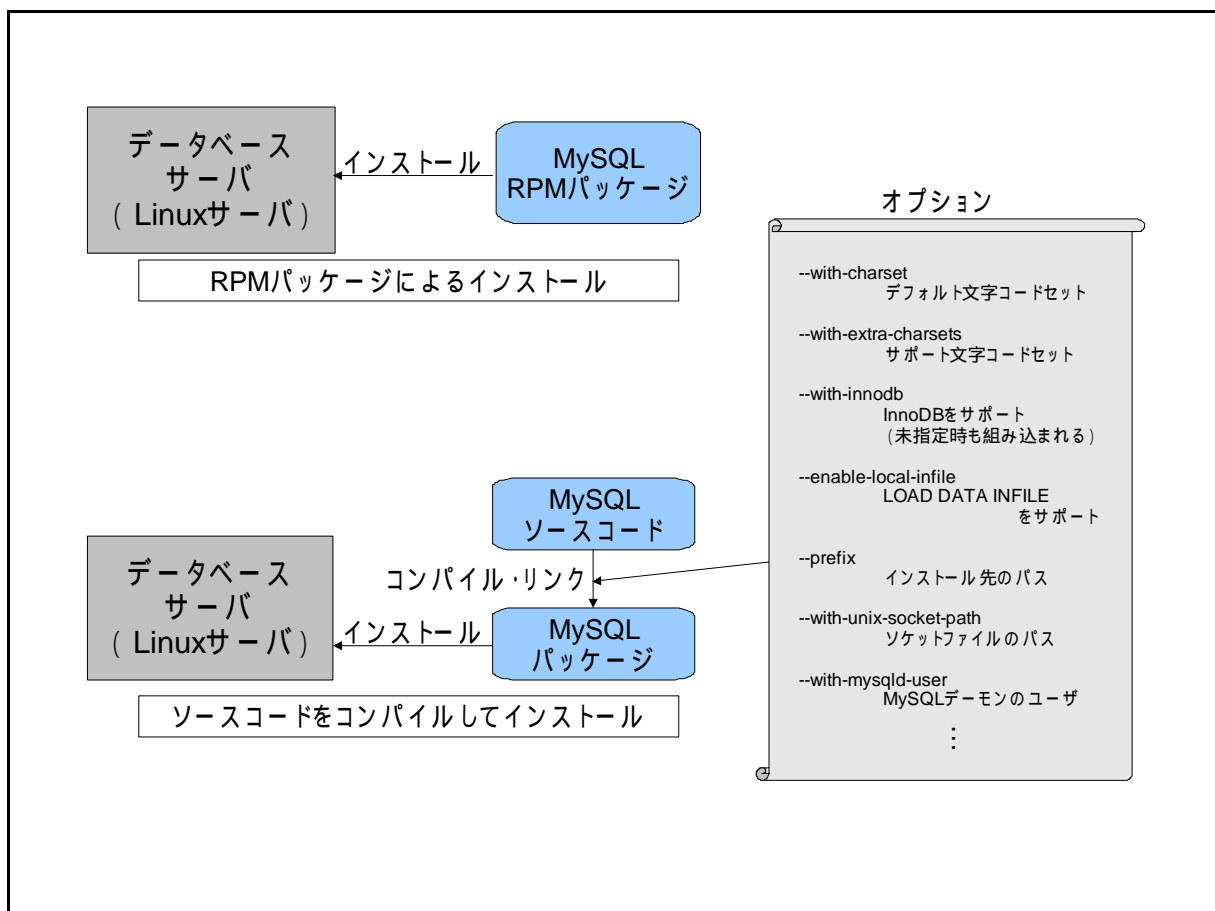 データベース
サーバ
(Linuxサーバ)
インストール
MySQL
RPMパッケージ
RPMパッケージによるインストール
MySQL
ソースコード
コンパイル・リンク
データベース
サーバ
(Linuxサーバ)
インストール
MySQL
パッケージ
ソースコードをコンパイルしてインストール
オプション
--with-charset
デフォルト文字コードセット
--with-extra-charsets
サポート文字コードセット
--with-innodb
InnoDBをサポート
(未指定時も組み込まれる)
--enable-local-infile
LOAD DATA INFILE
をサポート
--prefix
インストール先のパス
--with-unix-socket-path
ソケットファイルのパス
--with-mysqld-user
MySQLデーモンのユーザ
⋮